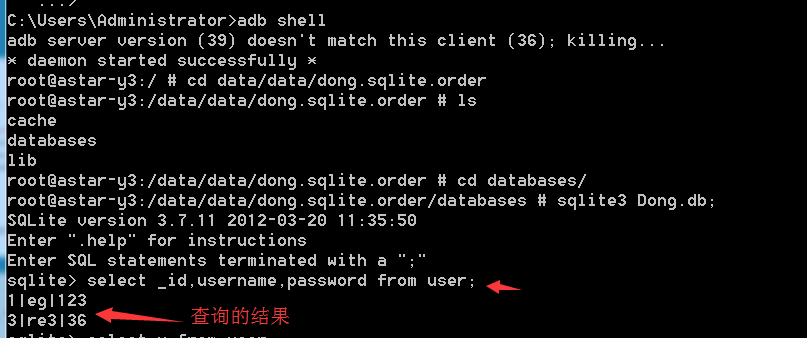 .../
C:\Users\Administrator>adb shell
adb server version (39) doesn't match this client (36); killing...
* daemon started successfully *
root@astar-y3:/ # cd data/data/dong.sqlite.order
root@astar-y3:/data/data/dong.sqlite.order # ls
cache
databases
lib
root@astar-y3:/data/data/dong.sqlite.order # cd databases/
root@astar-y3:/data/data/dong.sqlite.order/databases # sqlite3 Dong.db;
SQLite version 3.7.11 2012-03-20 11:35:50
Enter ".help" for instructions
Enter SQL statements terminated with a ";"
sqlite> select _id,username,password from user;
1|eg|123
3|re3|36
查询的结果